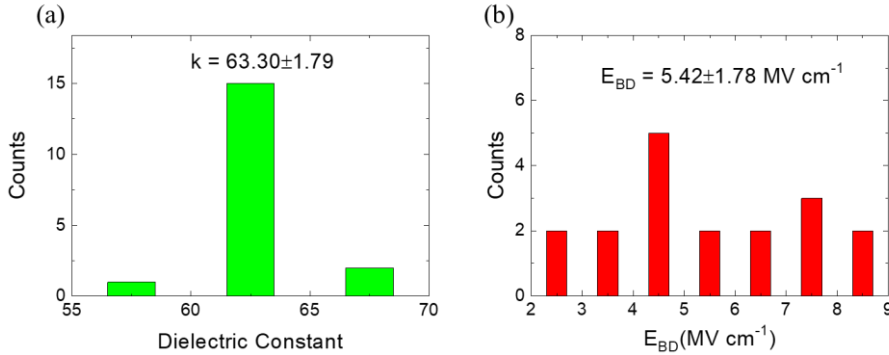 (a)
k = 63.30±1.79
15
10
5
0
Counts
55 60 65 70
Dielectric Constant
(b)
E_BD = 5.42±1.78 MV cm⁻¹
8
6
4
2
0
Counts
2 3 4 5 6 7 8 9
E_BD(MV cm⁻¹)